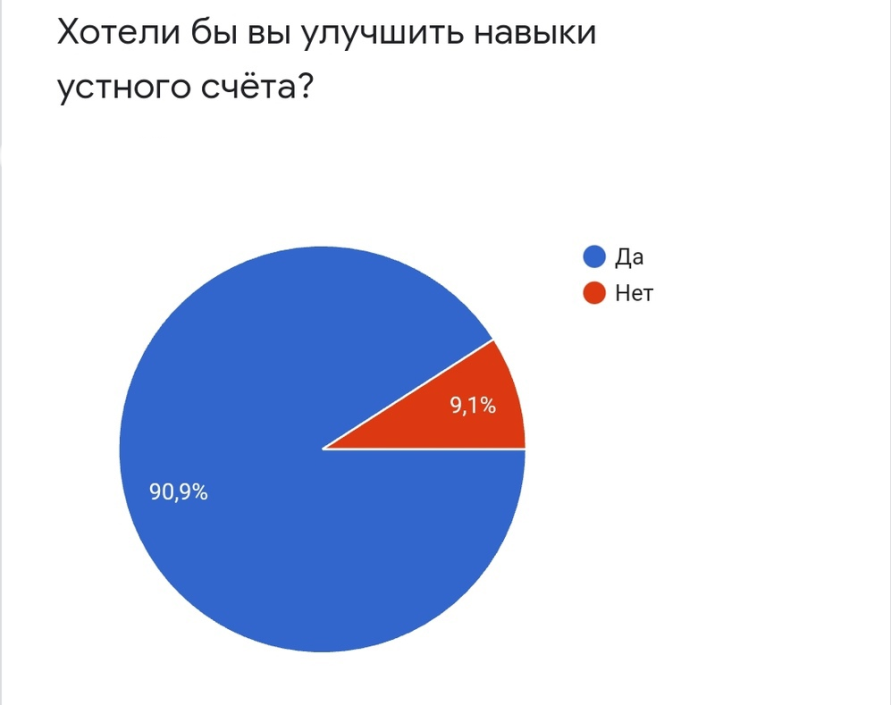 Хотели бы вы улучшить навыки
устного счёта?
Да
Нет
9,1%
90,9%